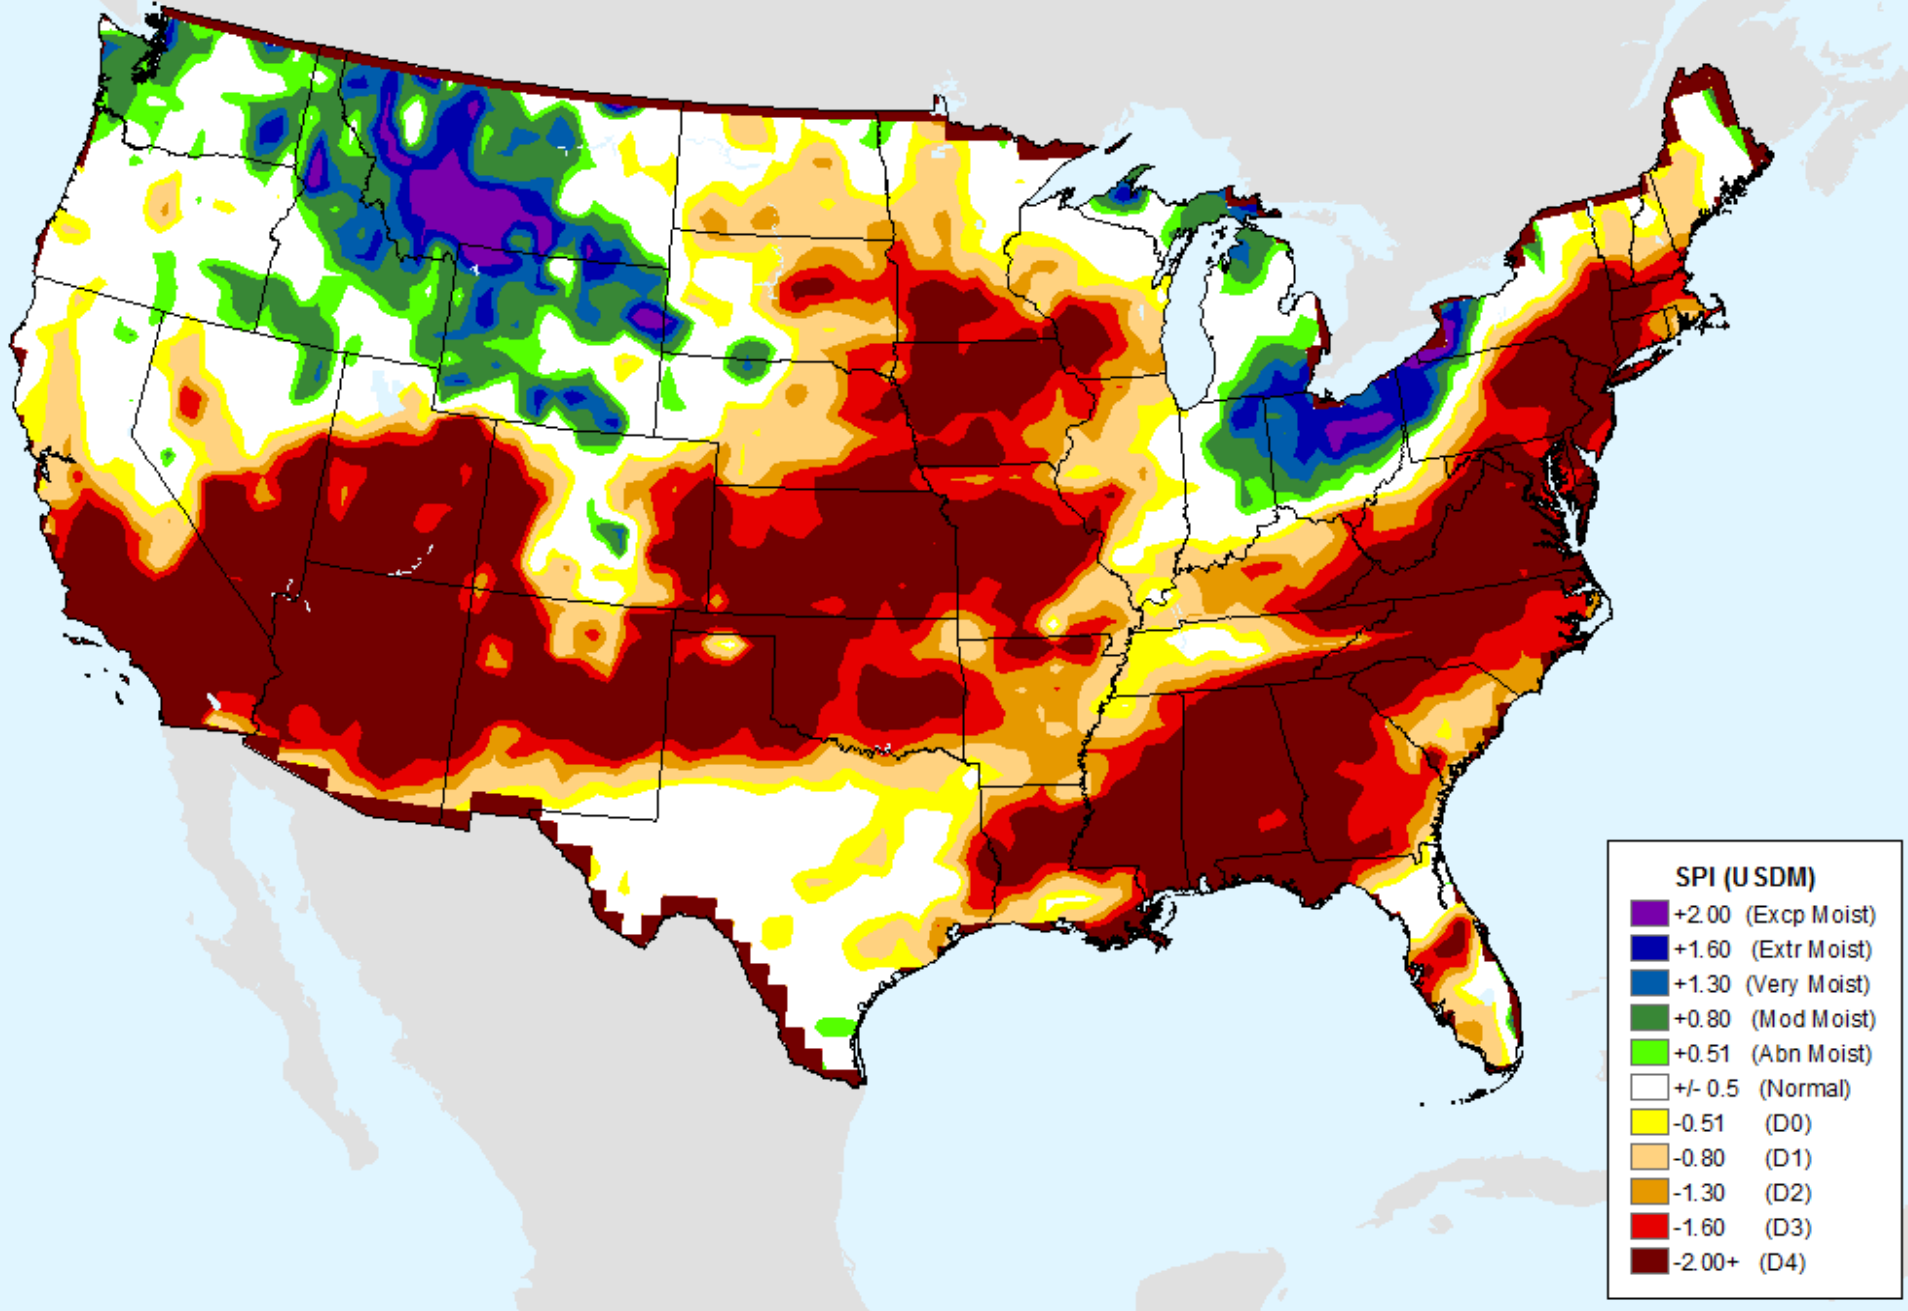 SPI (USDM)
+2.00 (Excp Moist)
+1.60 (Extr Moist)
+1.30 (Very Moist)
+0.80 (Mod Moist)
+0.51 (Abn Moist)
+/- 0.5 (Normal)
-0.51 (D0)
-0.80 (D1)
-1.30 (D2)
-1.60 (D3)
-2.00+ (D4)